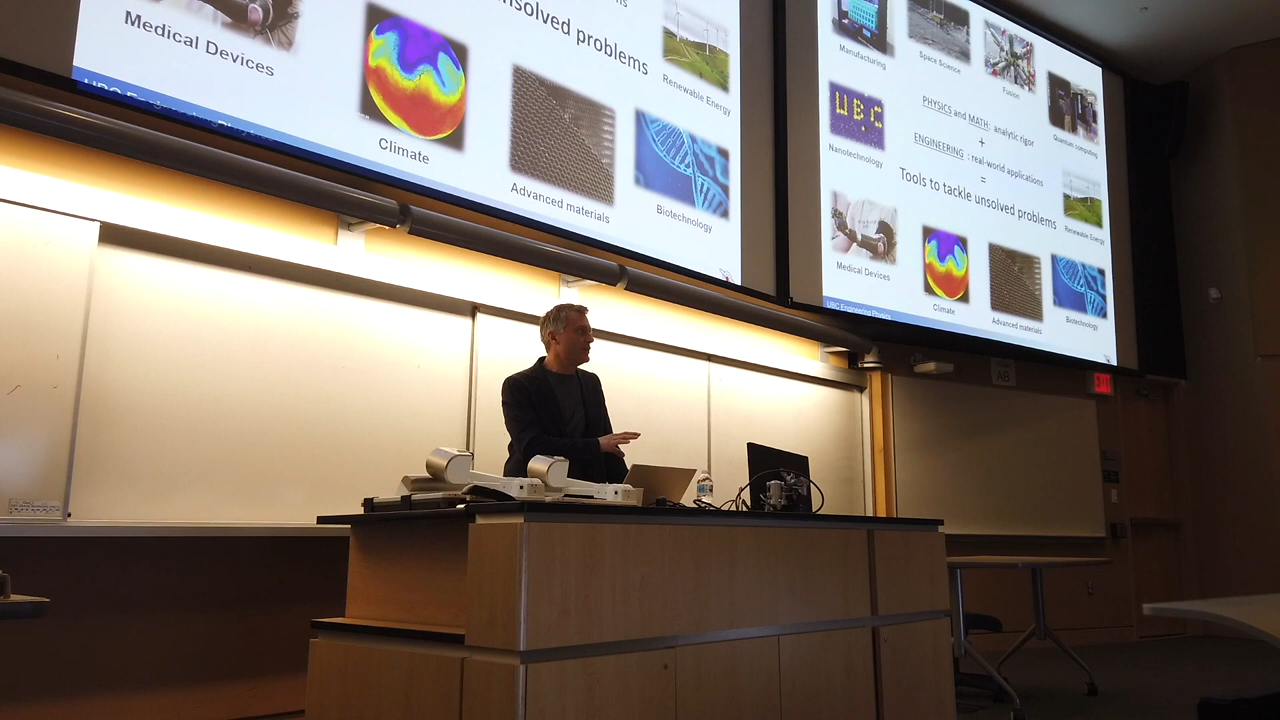 unsolved problems
Medical Devices
Renewable Energy
Climate
Advanced materials
Biotechnology
Manufacturing
Space Science
Fusion
Quantum computing
UBC
Nanotechnology
PHYSICS and MATH: analytic rigor
+
ENGINEERING : real-world applications
=
Tools to tackle unsolved problems
Renewable Energy
Medical Devices
Climate
Advanced materials
Biotechnology
UBC Engineering Physics
AB
EXIT